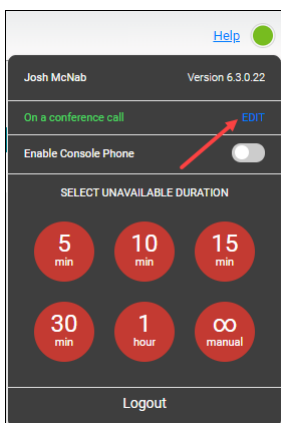 Help
Josh McNab Version 6.3.0.22
On a conference call EDIT
Enable Console Phone
SELECT UNAVAILABLE DURATION
5 10 15
min min min
30 1 ∞
min hour manual
Logout